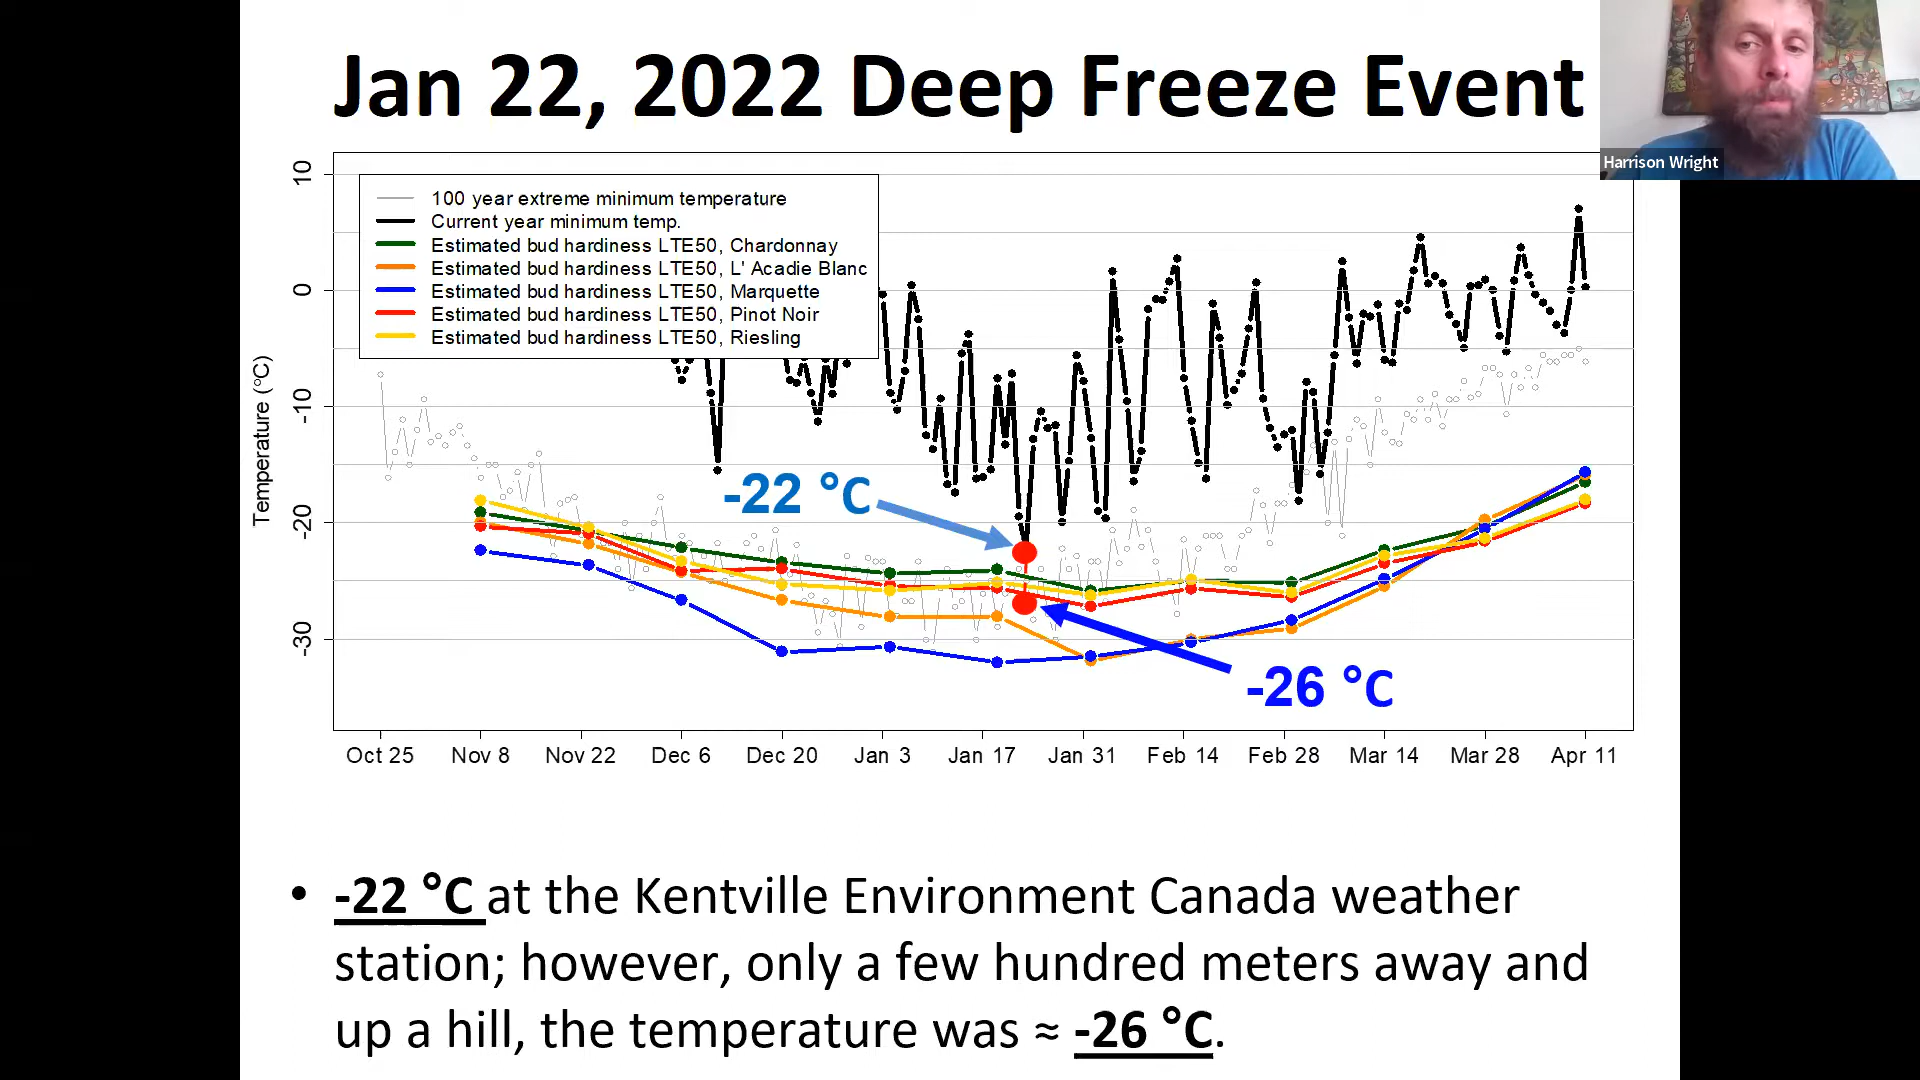 Jan 22, 2022 Deep Freeze Event
Harrison Wright
100 year extreme minimum temperature
Current year minimum temp.
Estimated bud hardiness LTE50, Chardonnay
Estimated bud hardiness LTE50, L' Acadie Blanc
Estimated bud hardiness LTE50, Marquette
Estimated bud hardiness LTE50, Pinot Noir
Estimated bud hardiness LTE50, Riesling
Temperature (°C)
10
0
-10
-20
-30
-22 °C
-26 °C
Oct 25 Nov 8 Nov 22 Dec 6 Dec 20 Jan 3 Jan 17 Jan 31 Feb 14 Feb 28 Mar 14 Mar 28 Apr 11
• -22 °C at the Kentville Environment Canada weather
station; however, only a few hundred meters away and
up a hill, the temperature was ≈ -26 °C.